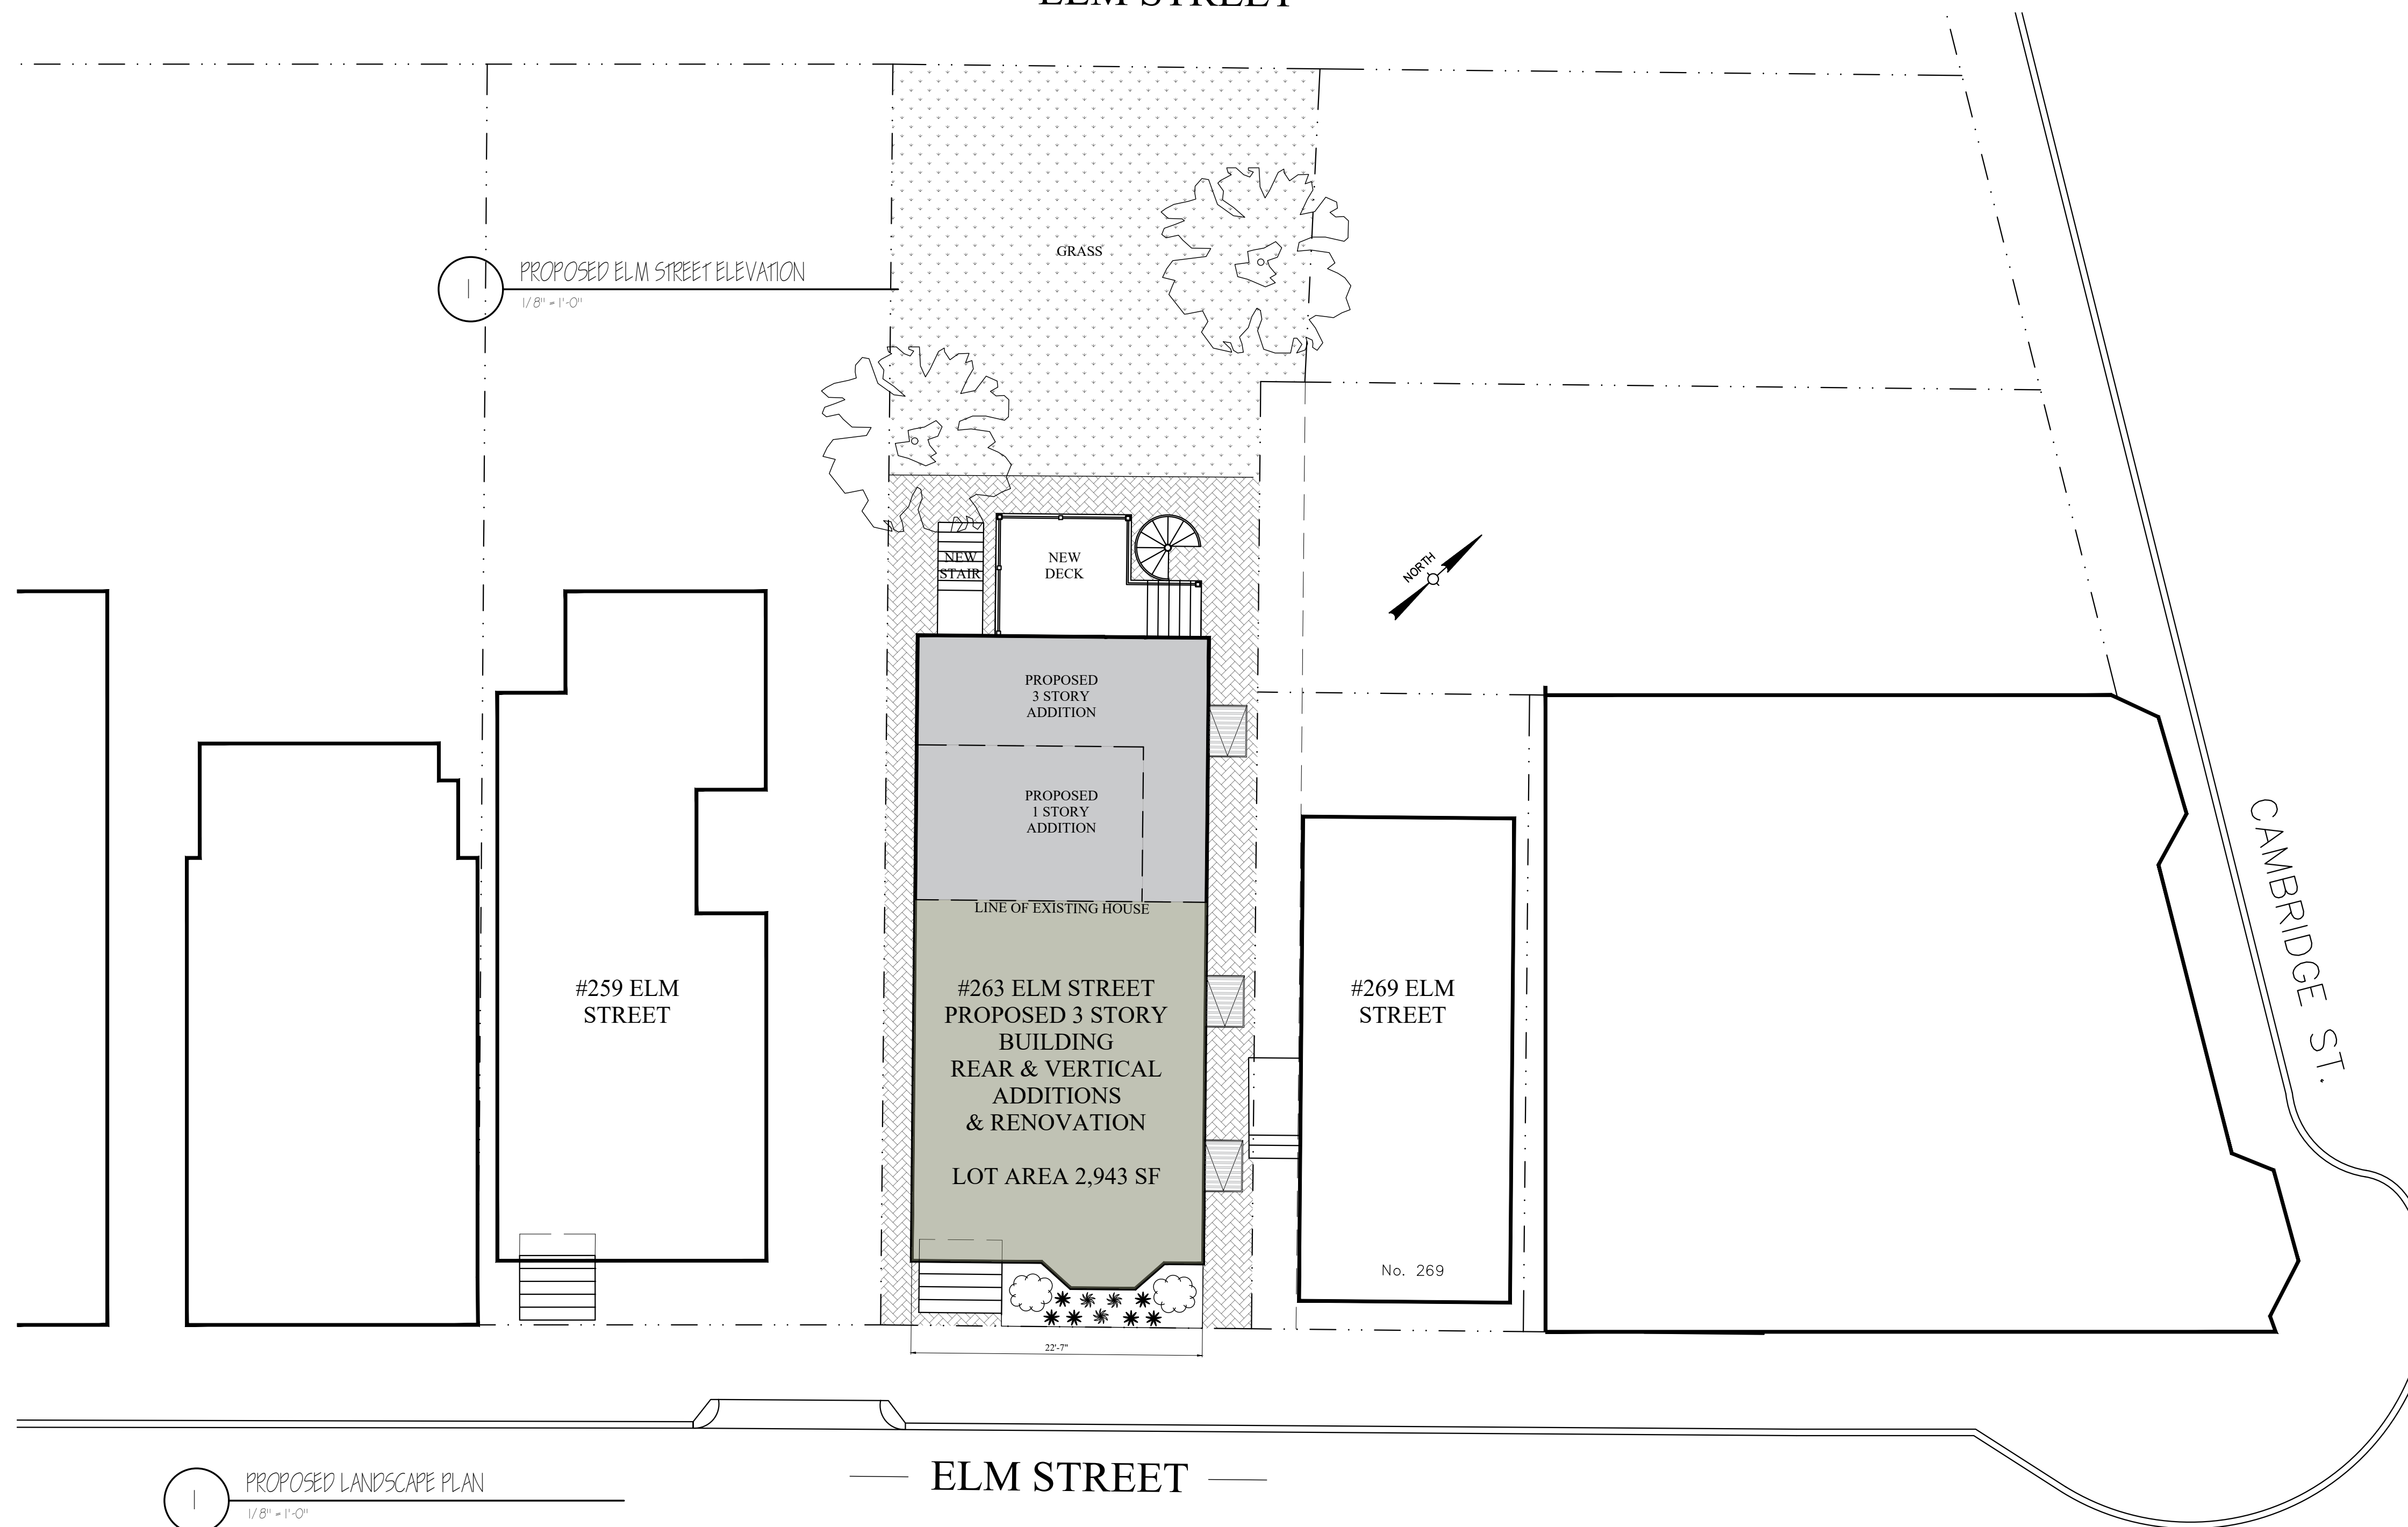 ELM STREET
PROPOSED ELM STREET ELEVATION
1
1/8" = 1'-0"
GRASS
NEW
STAIR
NEW
DECK
NORTH
PROPOSED
3 STORY
ADDITION
PROPOSED
1 STORY
ADDITION
LINE OF EXISTING HOUSE
#259 ELM
STREET
#263 ELM STREET
PROPOSED 3 STORY
BUILDING
REAR & VERTICAL
ADDITIONS
& RENOVATION
LOT AREA 2,943 SF
#269 ELM
STREET
No. 269
CAMBRIDGE ST.
22'-7"
ELM STREET
PROPOSED LANDSCAPE PLAN
1
1/8" = 1'-0"